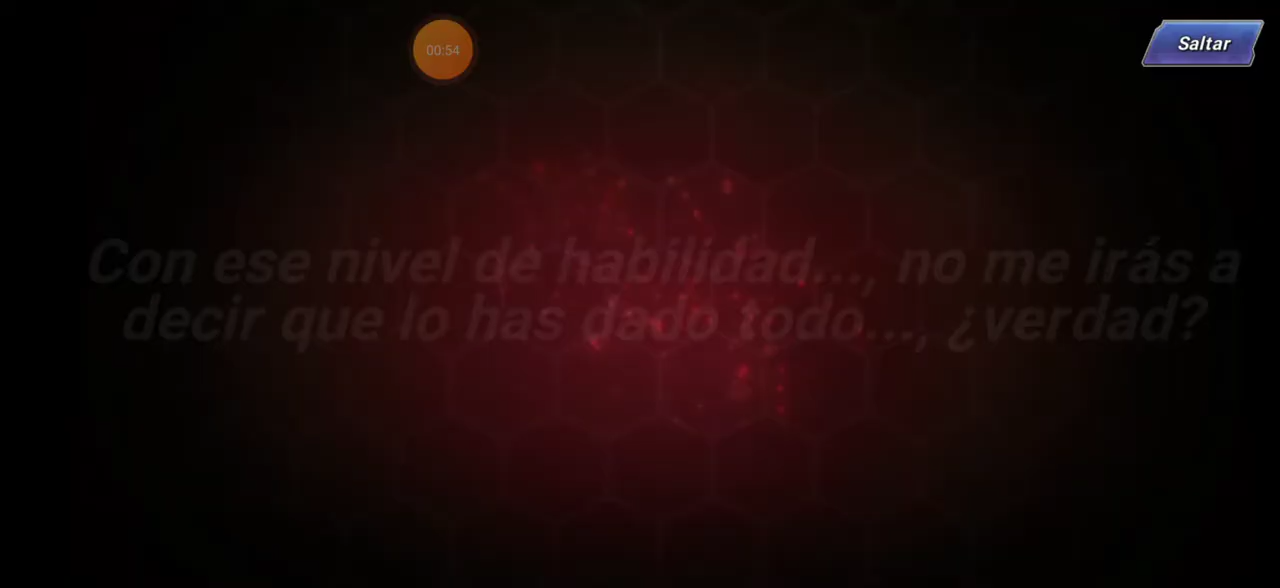 00:54
Saltar
Con ese nivel de habilidad..., no me irás a
decir que lo has dado todo..., ¿verdad?